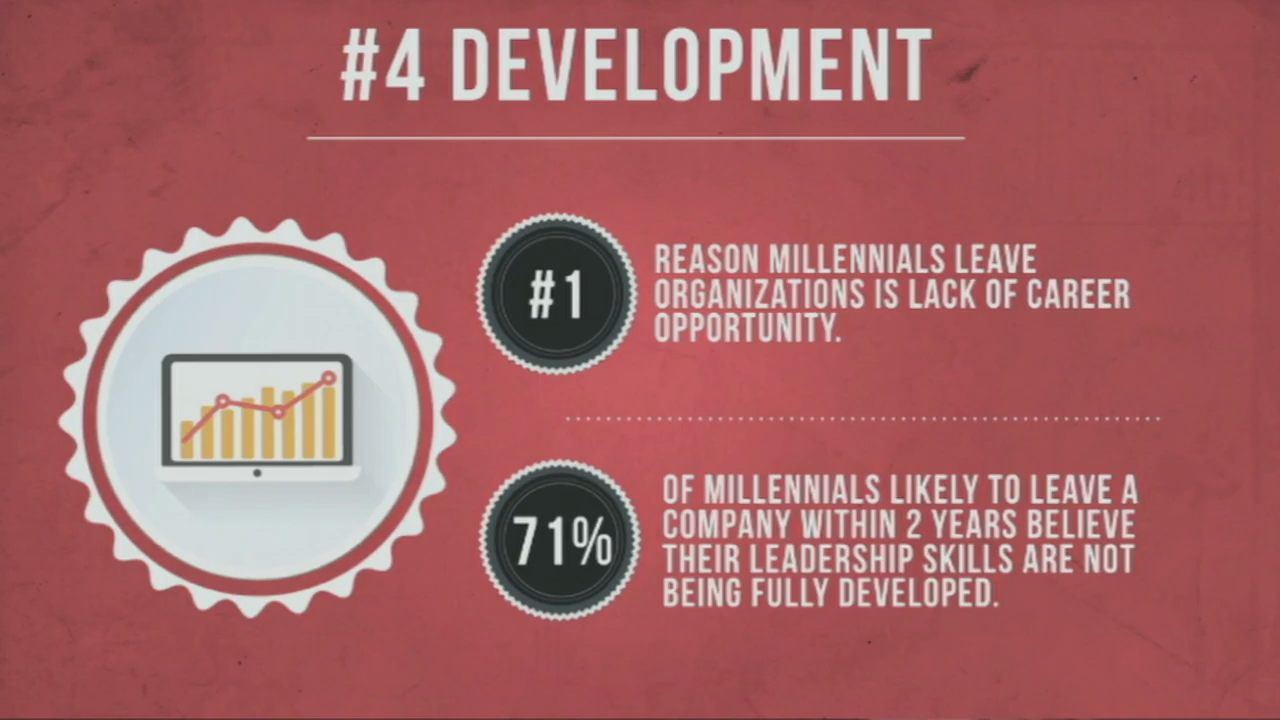 #4 DEVELOPMENT
#1
REASON MILLENNIALS LEAVE
ORGANIZATIONS IS LACK OF CAREER
OPPORTUNITY.
71%
OF MILLENNIALS LIKELY TO LEAVE A
COMPANY WITHIN 2 YEARS BELIEVE
THEIR LEADERSHIP SKILLS ARE NOT
BEING FULLY DEVELOPED.